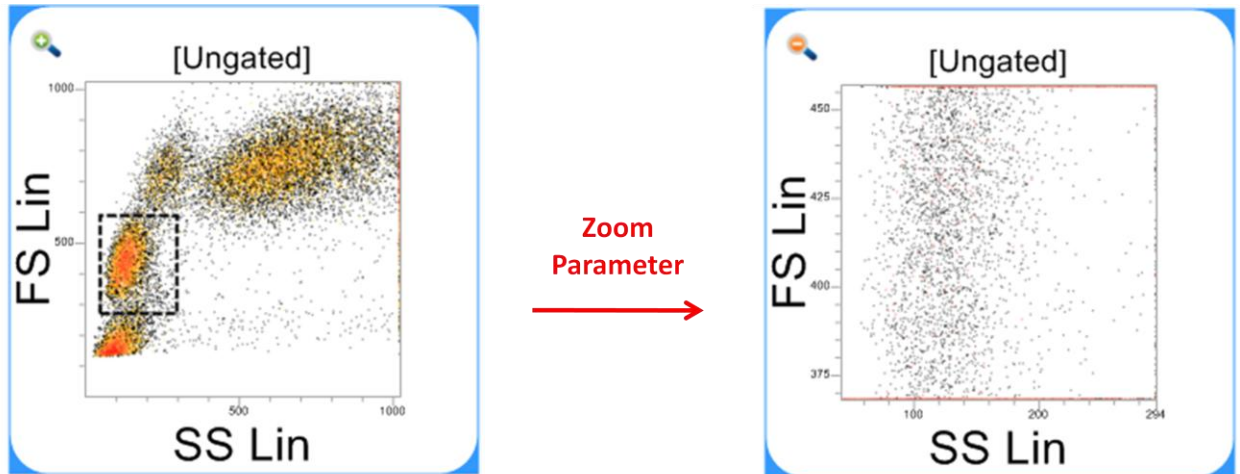 [Ungated]
1000
500
FS Lin
500
1000
SS Lin
Zoom
Parameter
[Ungated]
450
425
400
375
FS Lin
100
200
294
SS Lin